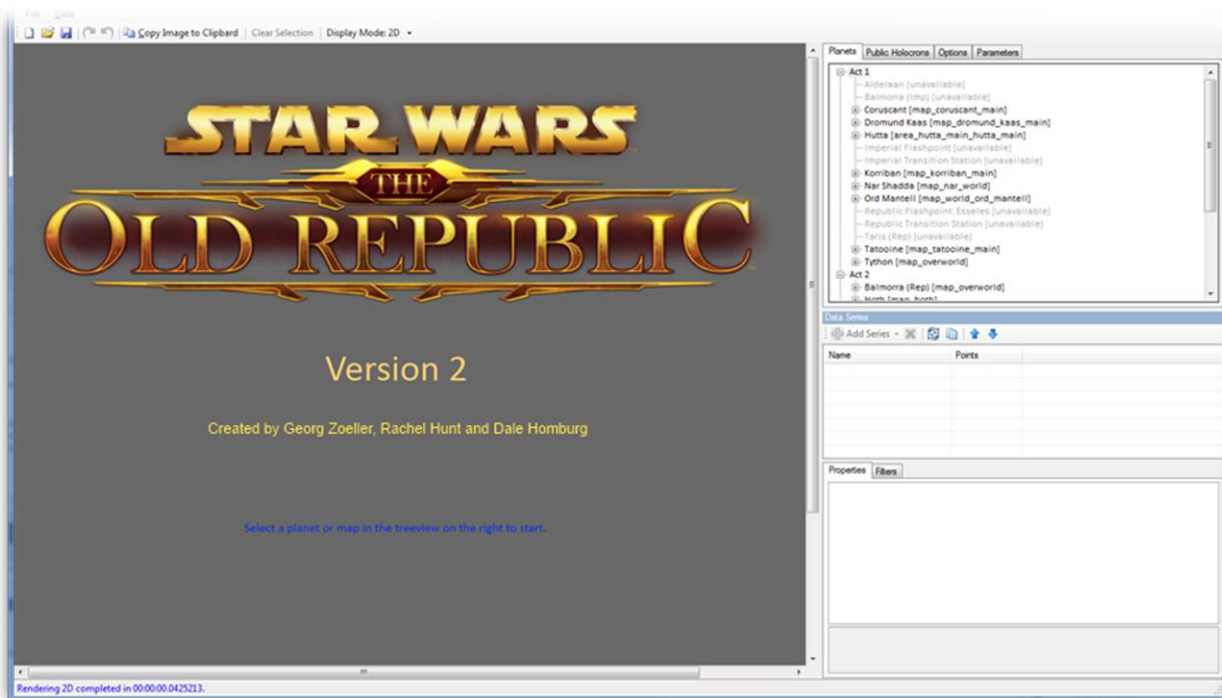 File Data
Copy Image to Clipbard Clear Selection Display Mode: 2D
STAR WARS
THE
OLD REPUBLIC
Version 2
Created by Georg Zoeller, Rachel Hunt and Dale Homburg
Select a planet or map in the treeview on the right to start.
Rendering 2D completed in 00:00:00.0425213.
Planets Public Holocrons Options Parameters
Act 1
Alderaan [unavailable]
Balmorra (Imp) [unavailable]
Coruscant [map_coruscant_main]
Dromund Kaas [map_dromund_kaas_main]
Hutta [area_hutta_main_hutta_main]
Imperial Flashpoint [unavailable]
Imperial Transition Station [unavailable]
Korriban [map_korriban_main]
Nar Shadda [map_nar_world]
Ord Mantell [map_world_ord_mantell]
Republic Flashpoint: Esseles [unavailable]
Republic Transition Station [unavailable]
Taris (Rep) [unavailable]
Tatooine [map_tatooine_main]
Tython [map_overworld]
Act 2
Balmorra (Rep) [map_overworld]
Hoth [map_hoth]
Data Series
Add Series
Name Points
Properties Filters